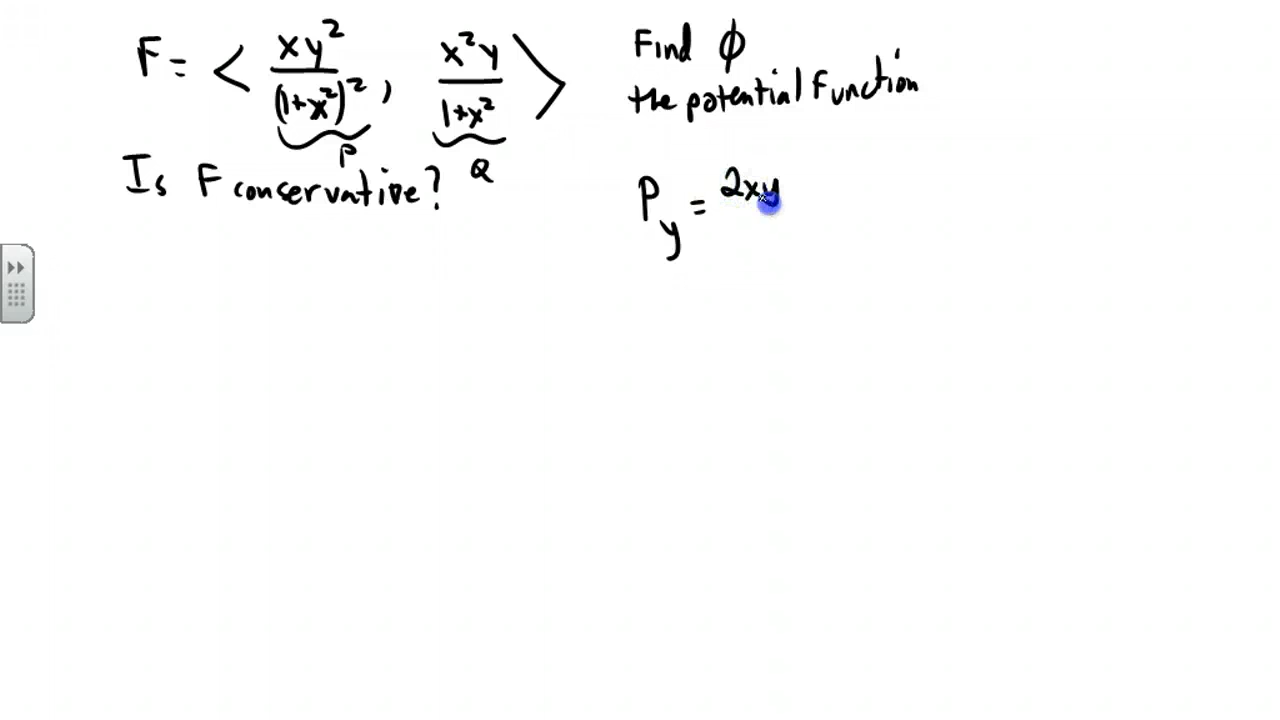 F = < xy²/(1+x²)² , x²y/(1+x²) >
P
Q
Is F conservative?
Find φ
the potential function
P_y = 2xy